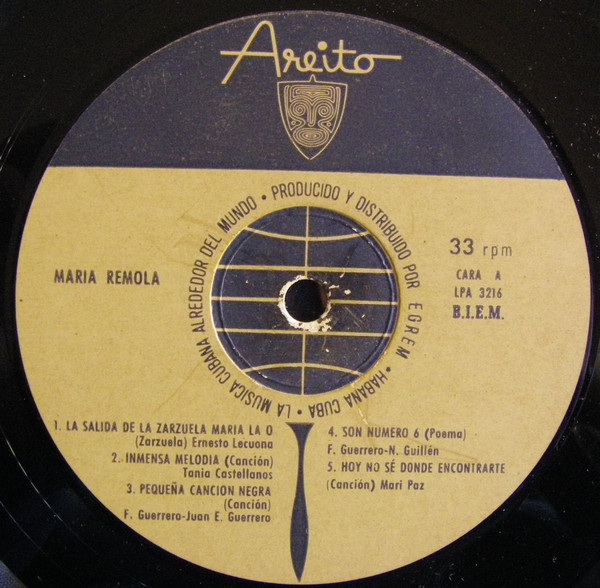 Areito
PRODUCIDO Y DISTRIBUIDO POR EGREM • HABANA CUBA • LA MUSICA CUBANA ALREDEDOR DEL MUNDO •
MARIA REMOLA
33 rpm
CARA A
LPA 3216
B.I.E.M.
1. LA SALIDA DE LA ZARZUELA MARIA LA O
(Zarzuela) Ernesto Lecuona
2. INMENSA MELODIA (Canción)
Tania Castellanos
3. PEQUEÑA CANCION NEGRA
(Canción)
F. Guerrero-Juan E. Guerrero
4. SON NUMERO 6 (Poema)
F. Guerrero-N. Guillén
5. HOY NO SÉ DONDE ENCONTRARTE
(Canción) Mari Paz